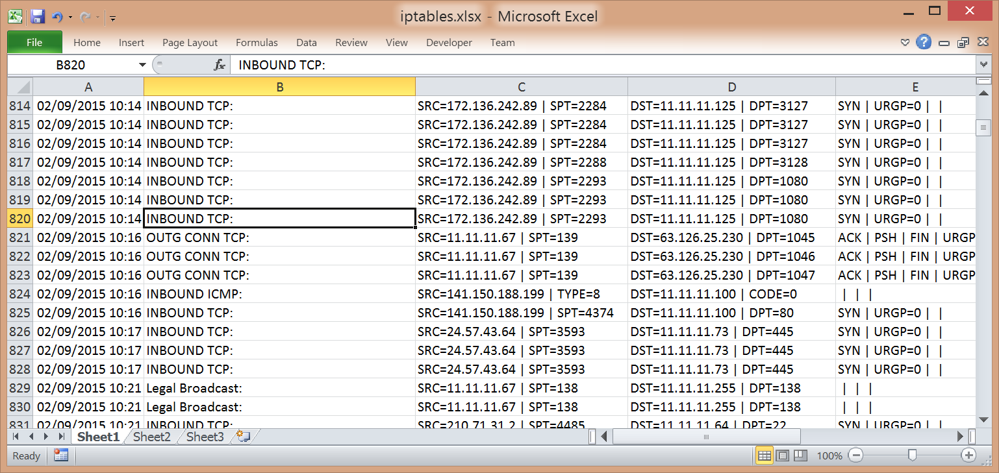 iptables.xlsx - Microsoft Excel
File Home Insert Page Layout Formulas Data Review View Developer Team
B820 fx INBOUND TCP:
A B C D E
814 02/09/2015 10:14 INBOUND TCP: SRC=172.136.242.89 | SPT=2284 DST=11.11.11.125 | DPT=3127 SYN | URGP=0 | |
815 02/09/2015 10:14 INBOUND TCP: SRC=172.136.242.89 | SPT=2284 DST=11.11.11.125 | DPT=3127 SYN | URGP=0 | |
816 02/09/2015 10:14 INBOUND TCP: SRC=172.136.242.89 | SPT=2284 DST=11.11.11.125 | DPT=3127 SYN | URGP=0 | |
817 02/09/2015 10:14 INBOUND TCP: SRC=172.136.242.89 | SPT=2288 DST=11.11.11.125 | DPT=3128 SYN | URGP=0 | |
818 02/09/2015 10:14 INBOUND TCP: SRC=172.136.242.89 | SPT=2293 DST=11.11.11.125 | DPT=1080 SYN | URGP=0 | |
819 02/09/2015 10:14 INBOUND TCP: SRC=172.136.242.89 | SPT=2293 DST=11.11.11.125 | DPT=1080 SYN | URGP=0 | |
820 02/09/2015 10:14 INBOUND TCP: SRC=172.136.242.89 | SPT=2293 DST=11.11.11.125 | DPT=1080 SYN | URGP=0 | |
821 02/09/2015 10:16 OUTG CONN TCP: SRC=11.11.11.67 | SPT=139 DST=63.126.25.230 | DPT=1045 ACK | PSH | FIN | URGP
822 02/09/2015 10:16 OUTG CONN TCP: SRC=11.11.11.67 | SPT=139 DST=63.126.25.230 | DPT=1046 ACK | PSH | FIN | URGP
823 02/09/2015 10:16 OUTG CONN TCP: SRC=11.11.11.67 | SPT=139 DST=63.126.25.230 | DPT=1047 ACK | PSH | FIN | URGP
824 02/09/2015 10:16 INBOUND ICMP: SRC=141.150.188.199 | TYPE=8 DST=11.11.11.100 | CODE=0 | | |
825 02/09/2015 10:16 INBOUND TCP: SRC=141.150.188.199 | SPT=4374 DST=11.11.11.100 | DPT=80 SYN | URGP=0 | |
826 02/09/2015 10:17 INBOUND TCP: SRC=24.57.43.64 | SPT=3593 DST=11.11.11.73 | DPT=445 SYN | URGP=0 | |
827 02/09/2015 10:17 INBOUND TCP: SRC=24.57.43.64 | SPT=3593 DST=11.11.11.73 | DPT=445 SYN | URGP=0 | |
828 02/09/2015 10:17 INBOUND TCP: SRC=24.57.43.64 | SPT=3593 DST=11.11.11.73 | DPT=445 SYN | URGP=0 | |
829 02/09/2015 10:21 Legal Broadcast: SRC=11.11.11.67 | SPT=138 DST=11.11.11.255 | DPT=138 | | |
830 02/09/2015 10:21 Legal Broadcast: SRC=11.11.11.67 | SPT=138 DST=11.11.11.255 | DPT=138 | | |
831 02/09/2015 10:21 INBOUND TCP: SRC=210.71.31.2 | SPT=4485 DST=11.11.11.64 | DPT=22 SYN | URGP=0 | |
Sheet1 Sheet2 Sheet3
Ready 100%